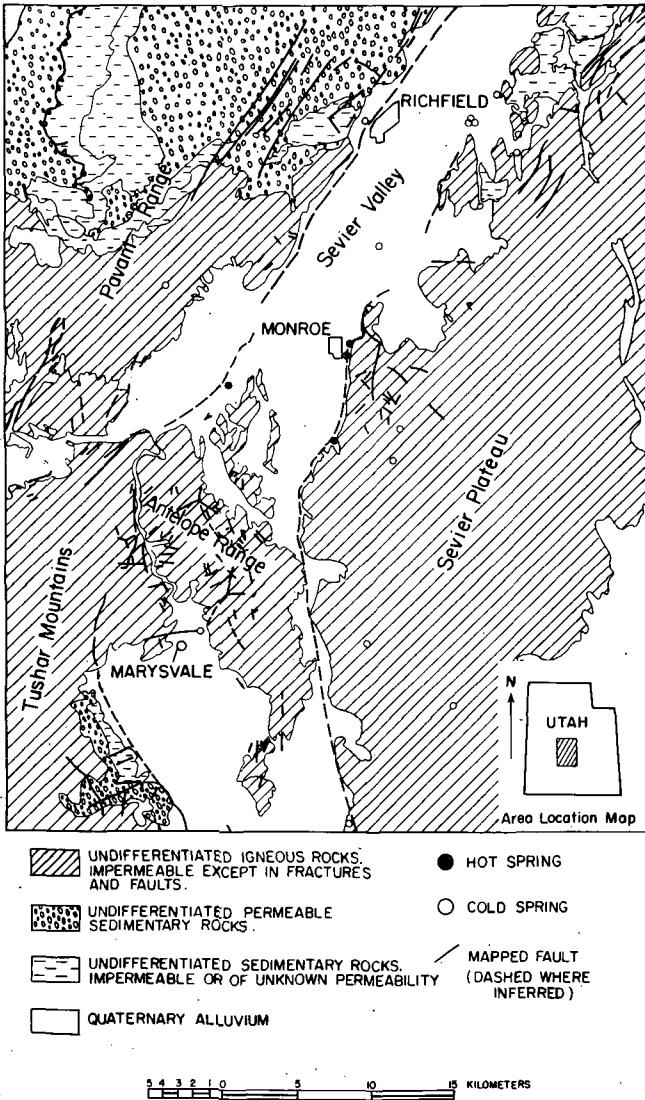 RICHFIELD
Pavant Range
Sevier Valley
MONROE
Sevier Plateau
Antelope Range
Tushar Mountains
MARYSVALE
N
UTAH
Area Location Map
UNDIFFERENTIATED IGNEOUS ROCKS.
IMPERMEABLE EXCEPT IN FRACTURES
AND FAULTS.
UNDIFFERENTIATED PERMEABLE
SEDIMENTARY ROCKS.
UNDIFFERENTIATED SEDIMENTARY ROCKS.
IMPERMEABLE OR OF UNKNOWN PERMEABILITY
QUATERNARY ALLUVIUM
HOT SPRING
COLD SPRING
MAPPED FAULT
(DASHED WHERE
INFERRED)
5 4 3 2 1 0 5 10 15 KILOMETERS